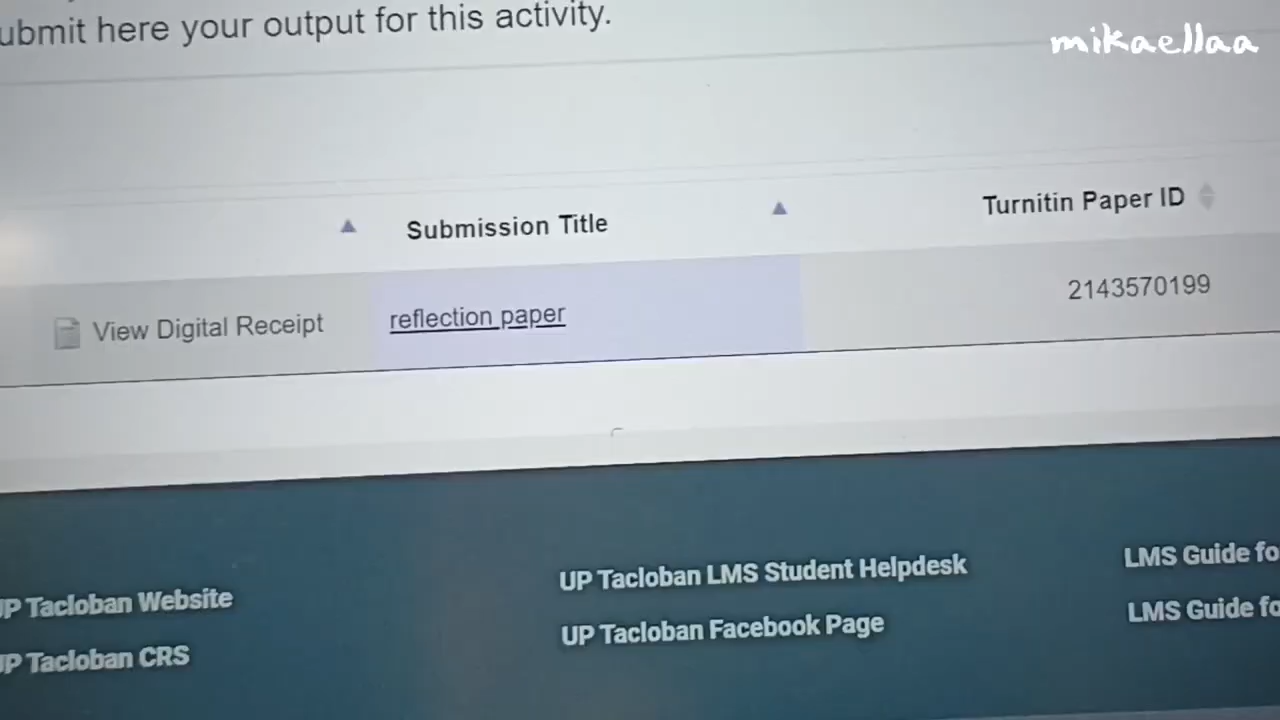 ubmit here your output for this activity.
mikaellaa
Submission Title
Turnitin Paper ID
View Digital Receipt
reflection paper
2143570199
UP Tacloban Website
UP Tacloban LMS Student Helpdesk
LMS Guide fo
UP Tacloban CRS
UP Tacloban Facebook Page
LMS Guide fo